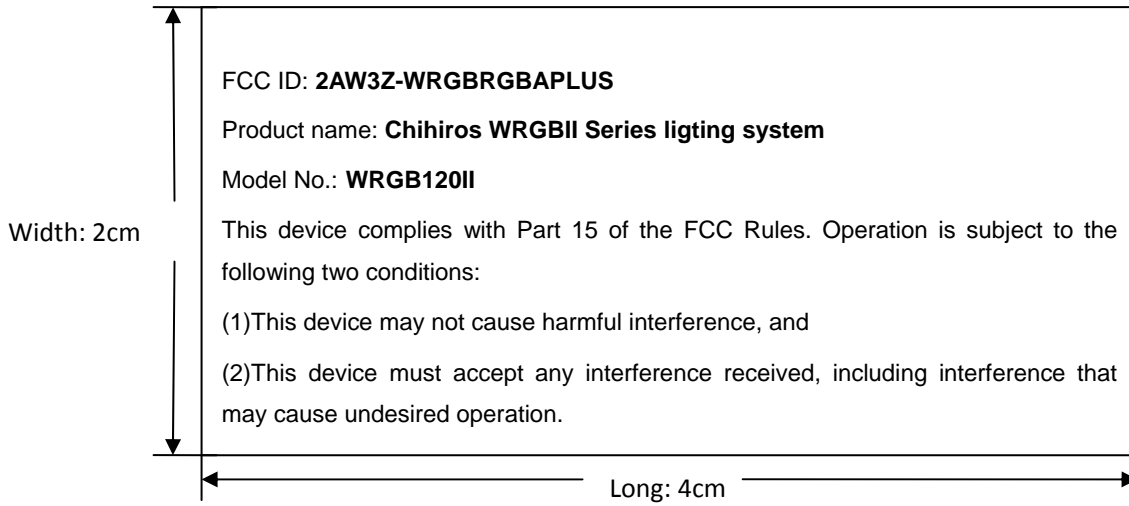 FCC ID: 2AW3Z-WRGBRGBAPLUS
Product name: Chihiros WRGBII Series ligting system
Model No.: WRGB120II
Width: 2cm
This device complies with Part 15 of the FCC Rules. Operation is subject to the
following two conditions:
(1)This device may not cause harmful interference, and
(2)This device must accept any interference received, including interference that
may cause undesired operation.
Long: 4cm